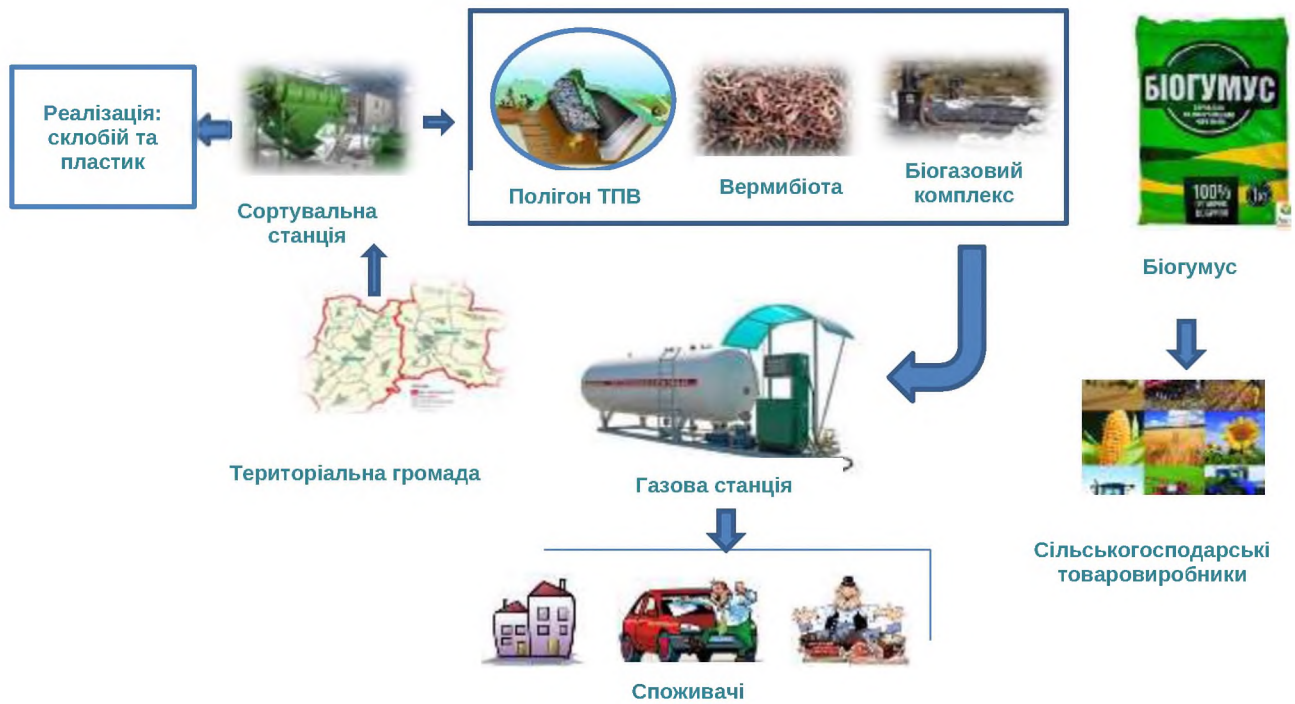 Реалізація:
склобій та
пластик
Сортувальна
станція
Полігон ТПВ
Вермибіота
Біогазовий
комплекс
БІОГУМУС
100%
1кг
Біогумус
Територіальна громада
Газова станція
Сільськогосподарські
товаровиробники
Споживачі